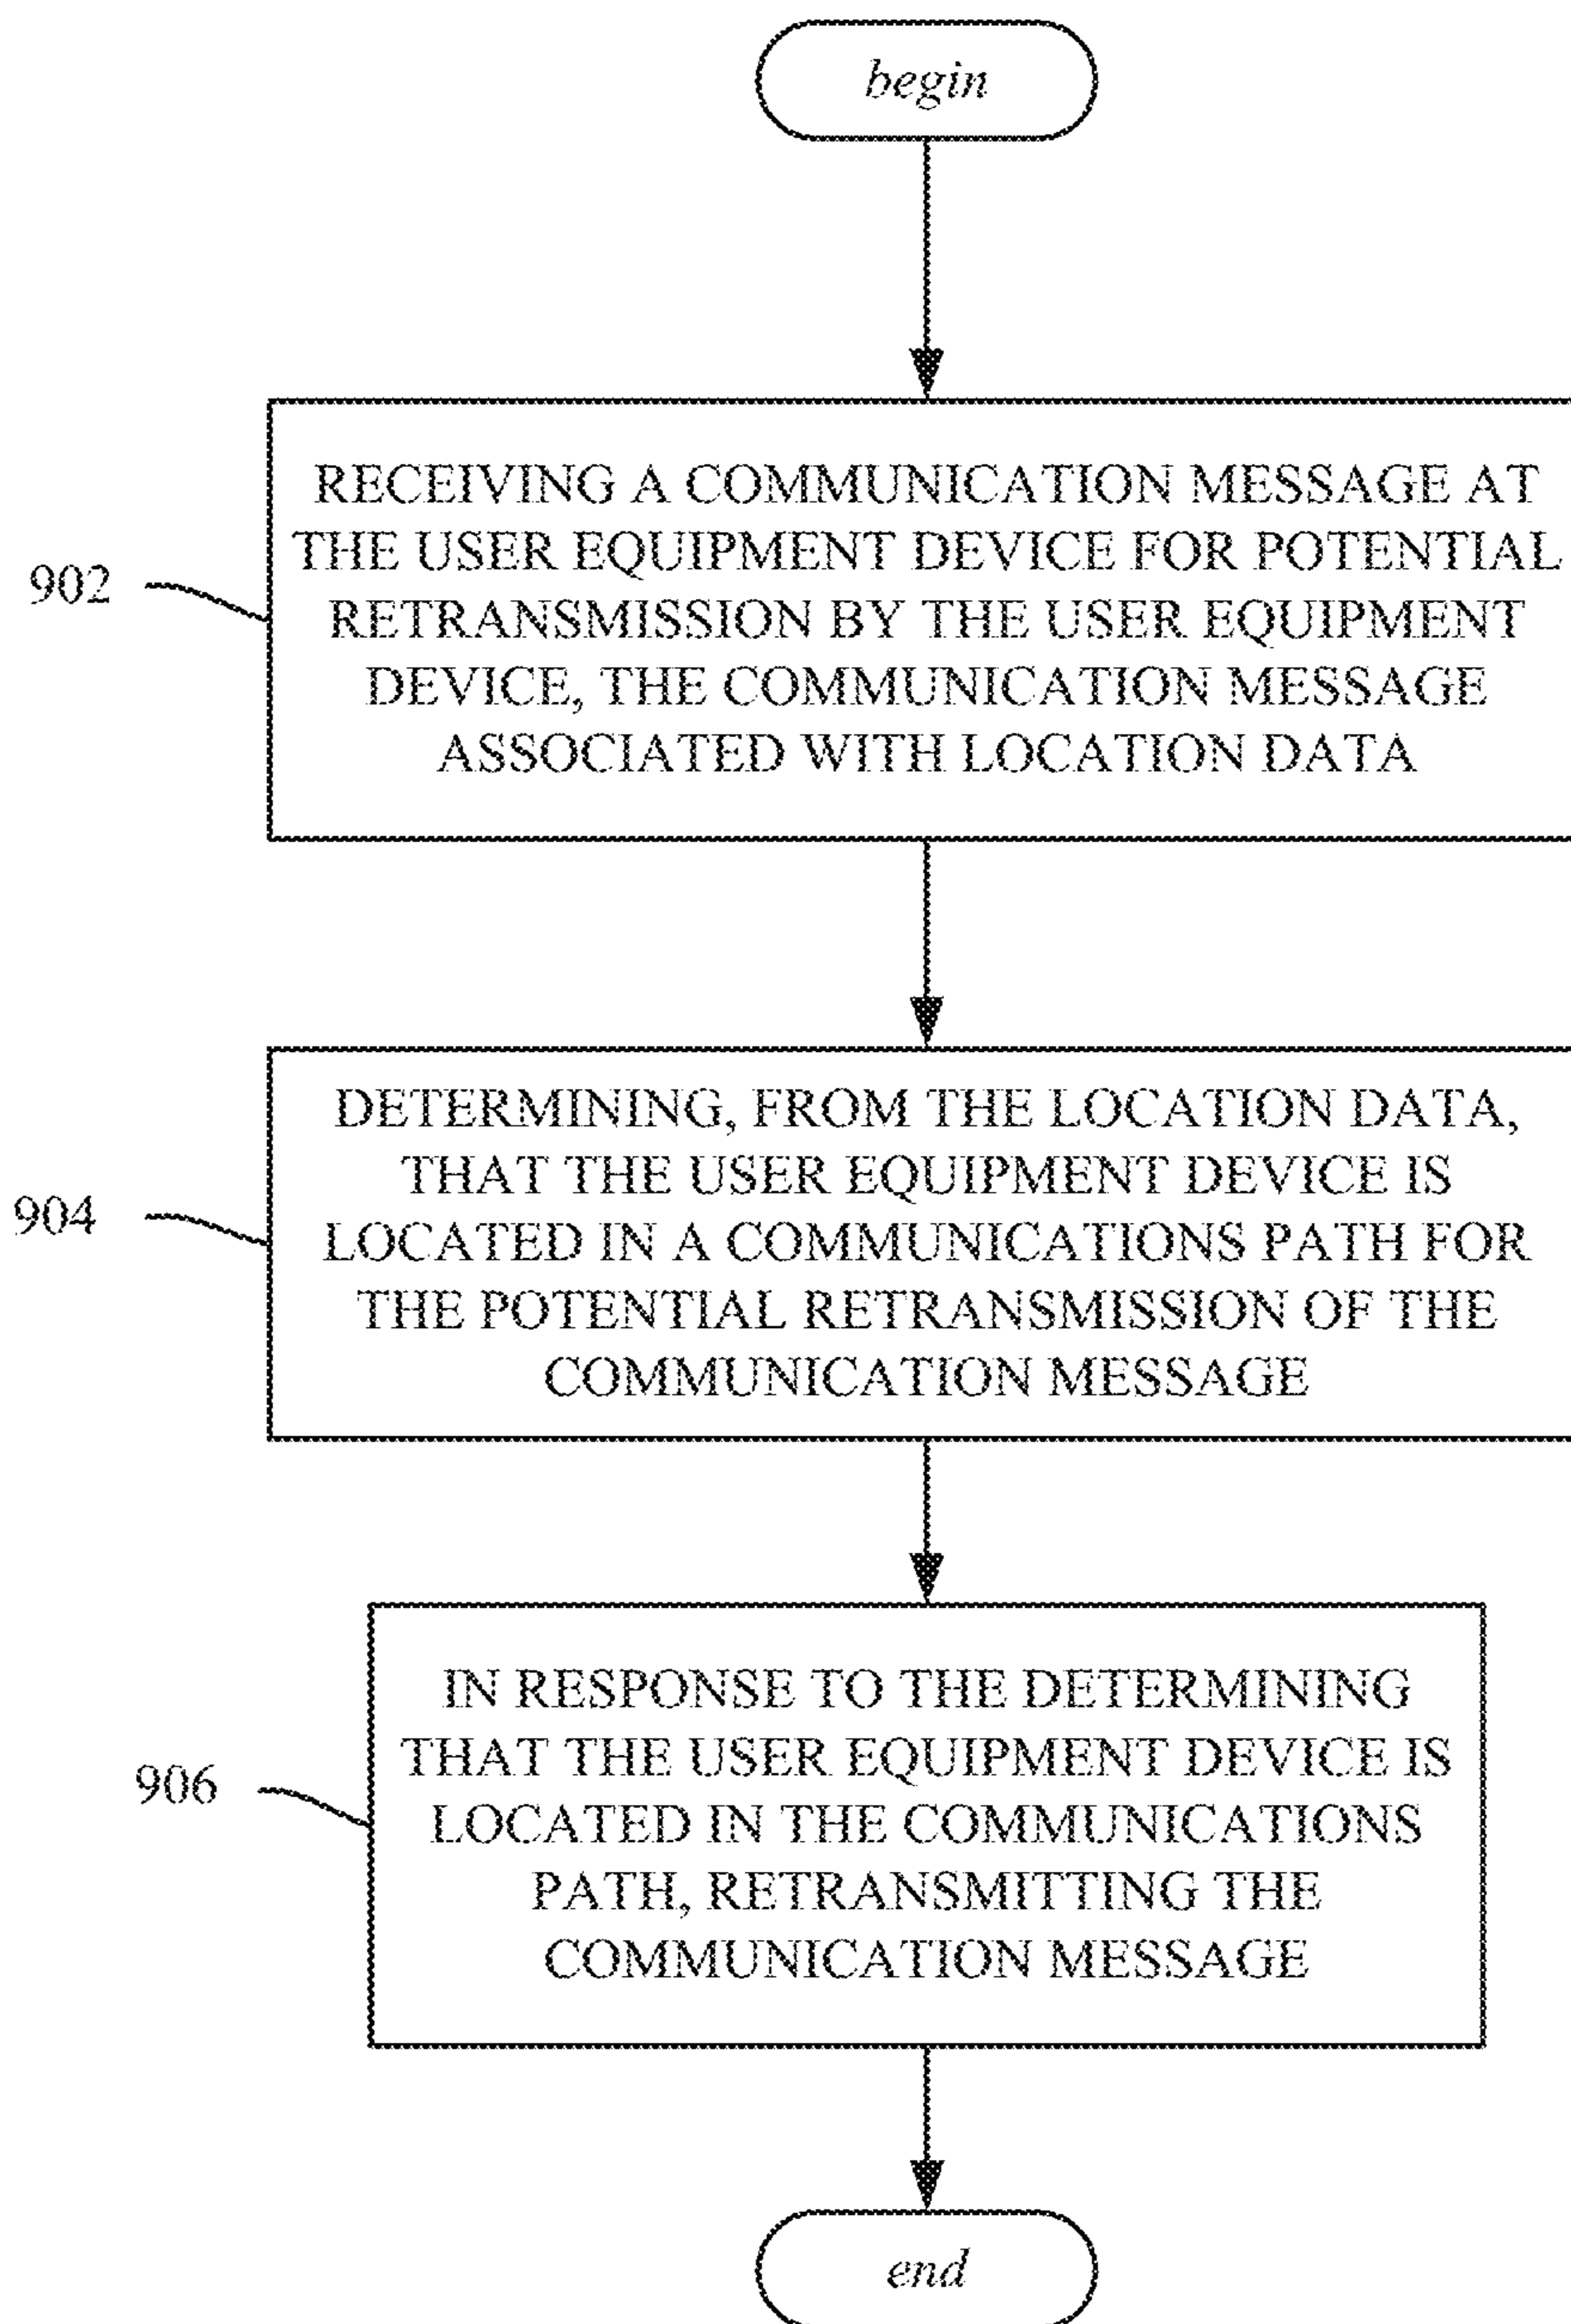 begin
RECEIVING A COMMUNICATION MESSAGE AT
THE USER EQUIPMENT DEVICE FOR POTENTIAL
RETRANSMISSION BY THE USER EQUIPMENT
DEVICE, THE COMMUNICATION MESSAGE
ASSOCIATED WITH LOCATION DATA
902
DETERMINING, FROM THE LOCATION DATA,
THAT THE USER EQUIPMENT DEVICE IS
LOCATED IN A COMMUNICATIONS PATH FOR
THE POTENTIAL RETRANSMISSION OF THE
COMMUNICATION MESSAGE
904
IN RESPONSE TO THE DETERMINING
THAT THE USER EQUIPMENT DEVICE IS
LOCATED IN THE COMMUNICATIONS
PATH, RETRANSMITTING THE
COMMUNICATION MESSAGE
906
end